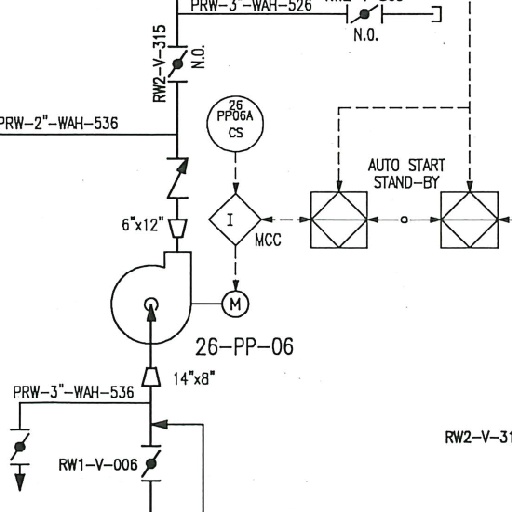 PRW-3"-WAH-526
N.O.
RW2-V-315
N.O.
26
PP06A
CS
PRW-2"-WAH-536
AUTO START
STAND-BY
6"x12"
I
MCC
M
26-PP-06
14"x8"
PRW-3"-WAH-536
RW1-V-006
RW2-V-31